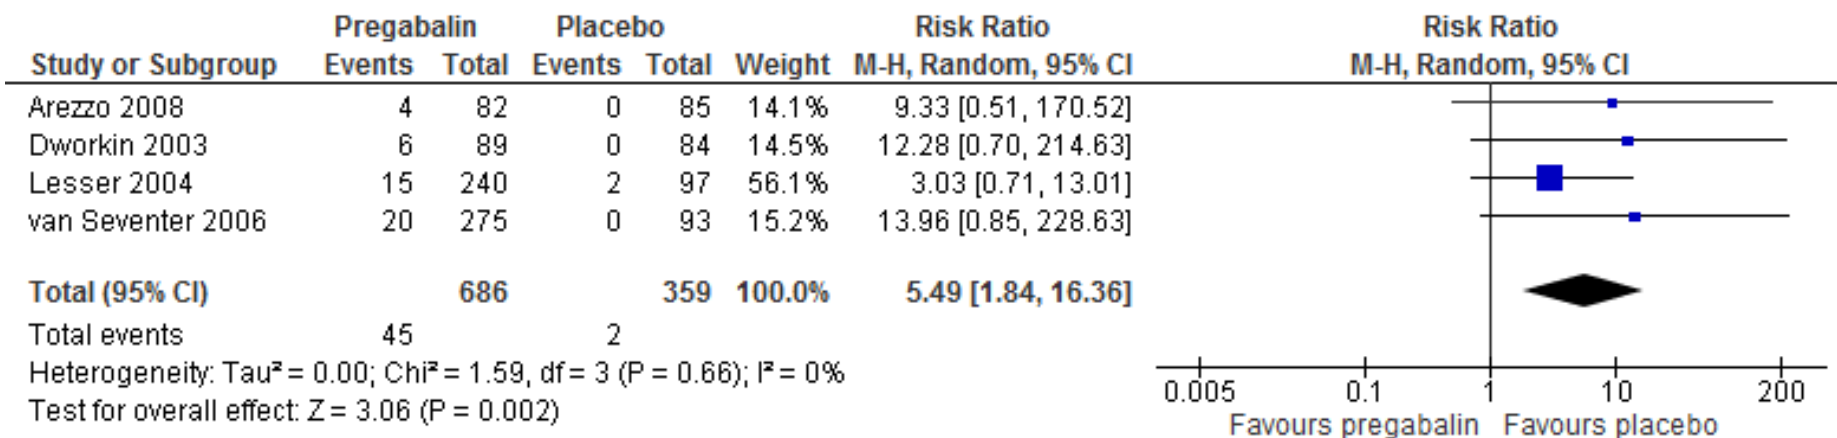 Pregabalin Placebo Risk Ratio Risk Ratio
Study or Subgroup Events Total Events Total Weight M-H, Random, 95% CI M-H, Random, 95% CI
Arezzo 2008 4 82 0 85 14.1% 9.33 [0.51, 170.52]
Dworkin 2003 6 89 0 84 14.5% 12.28 [0.70, 214.63]
Lesser 2004 15 240 2 97 56.1% 3.03 [0.71, 13.01]
van Seventer 2006 20 275 0 93 15.2% 13.96 [0.85, 228.63]
Total (95% CI) 686 359 100.0% 5.49 [1.84, 16.36]
Total events 45 2
Heterogeneity: Tau² = 0.00; Chi² = 1.59, df = 3 (P = 0.66); I² = 0%
Test for overall effect: Z = 3.06 (P = 0.002)
0.005 0.1 1 10 200
Favours pregabalin Favours placebo